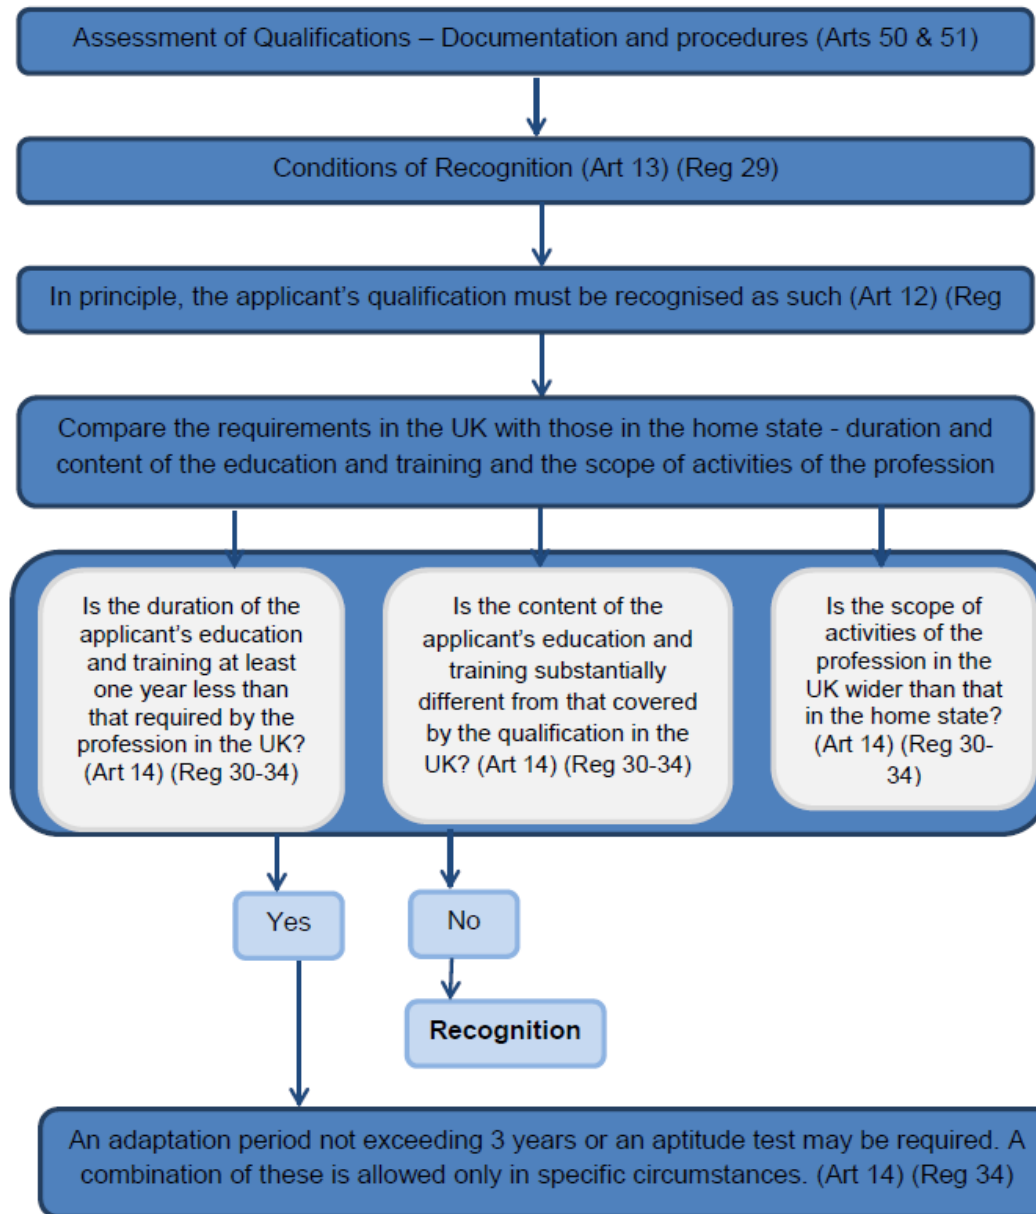 Assessment of Qualifications – Documentation and procedures (Arts 50 & 51)
Conditions of Recognition (Art 13) (Reg 29)
In principle, the applicant's qualification must be recognised as such (Art 12) (Reg
Compare the requirements in the UK with those in the home state - duration and
content of the education and training and the scope of activities of the profession
Is the duration of the
applicant's education
and training at least
one year less than
that required by the
profession in the UK?
(Art 14) (Reg 30-34)
Is the content of the
applicant's education and
training substantially
different from that covered
by the qualification in the
UK? (Art 14) (Reg 30-34)
Is the scope of
activities of the
profession in the
UK wider than that
in the home state?
(Art 14) (Reg 30-
34)
Yes
No
Recognition
An adaptation period not exceeding 3 years or an aptitude test may be required. A
combination of these is allowed only in specific circumstances. (Art 14) (Reg 34)